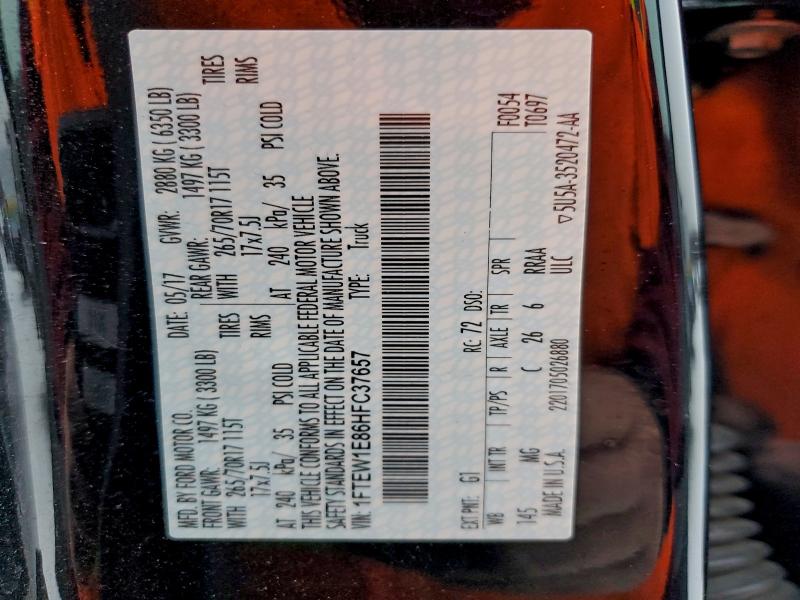 MFD. BY FORD MOTOR CO.
DATE: 05/17 GVWR: 2880 KG ( 6350 LB)
FRONT GAWR: 1497 KG ( 3300 LB) REAR GAWR: 1497 KG ( 3300 LB)
WITH 265/70R17 115T TIRES WITH 265/70R17 115T TIRES
17x7.5J RIMS 17x7.5J RIMS
AT 240 kPa/ 35 PSI COLD AT 240 kPa/ 35 PSI COLD
THIS VEHICLE CONFORMS TO ALL APPLICABLE FEDERAL MOTOR VEHICLE
SAFETY STANDARDS IN EFFECT ON THE DATE OF MANUFACTURE SHOWN ABOVE.
VIN: 1FTEW1E86HFC37657 TYPE: Truck
F0054
EXT PNT: G1 RC: 72 DSO: T0697
WB INT TR TP/PS R AXLE TR SPR
145 MG C 26 6 RRAA
MADE IN U.S.A. 2201705026880 ULC ▽5U5A-3520472-AA